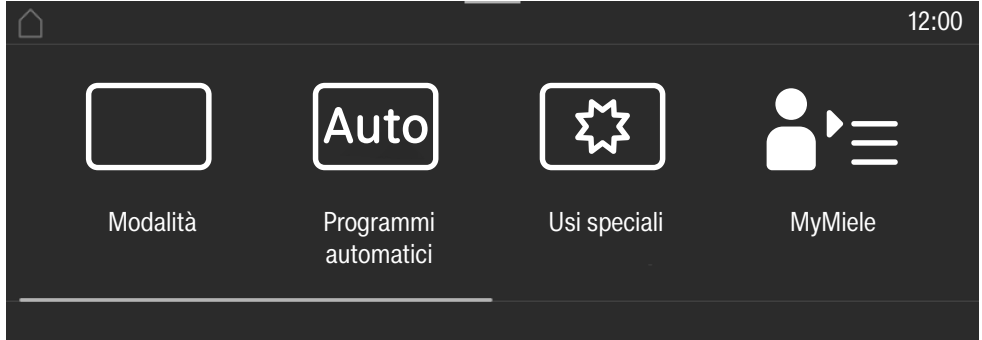 12:00
Auto
Modalità
Programmi
automatici
Usi speciali
MyMiele